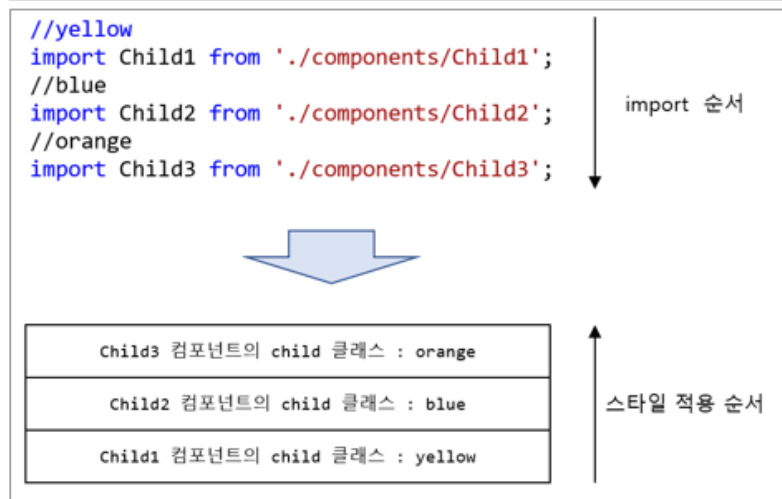 //yellow
import Child1 from './components/Child1';
//blue
import Child2 from './components/Child2';
//orange
import Child3 from './components/Child3';
import 순서
Child3 컴포넌트의 child 클래스 : orange
Child2 컴포넌트의 child 클래스 : blue
Child1 컴포넌트의 child 클래스 : yellow
스타일 적용 순서